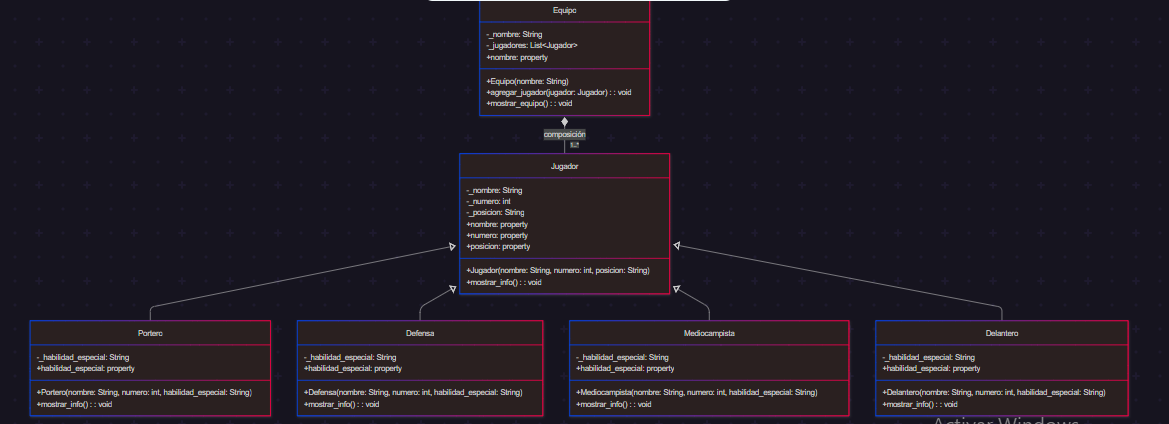 Equipo
-_nombre: String
-_jugadores: List<Jugador>
+nombre: property
+Equipo(nombre: String)
+agregar_jugador(jugador: Jugador) : : void
+mostrar_equipo() : : void
composición
1..*
Jugador
-_nombre: String
-_numero: int
-_posicion: String
+nombre: property
+numero: property
+posicion: property
+Jugador(nombre: String, numero: int, posicion: String)
+mostrar_info() : : void
Portero
-_habilidad_especial: String
+habilidad_especial: property
+Portero(nombre: String, numero: int, habilidad_especial: String)
+mostrar_info() : : void
Defensa
-_habilidad_especial: String
+habilidad_especial: property
+Defensa(nombre: String, numero: int, habilidad_especial: String)
+mostrar_info() : : void
Mediocampista
-_habilidad_especial: String
+habilidad_especial: property
+Mediocampista(nombre: String, numero: int, habilidad_especial: String)
+mostrar_info() : : void
Delantero
-_habilidad_especial: String
+habilidad_especial: property
+Delantero(nombre: String, numero: int, habilidad_especial: String)
+mostrar_info() : : void
Activar Windows